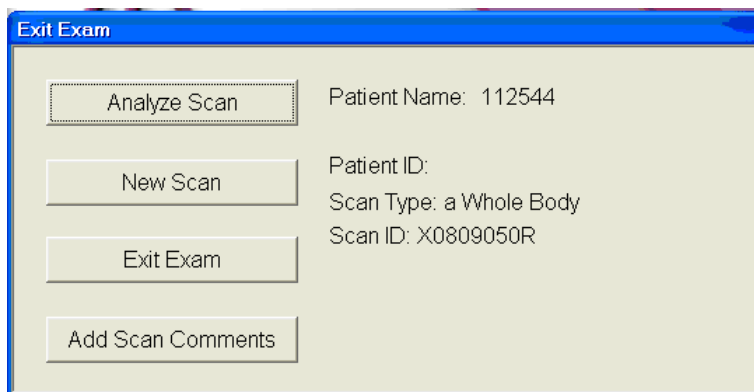 Exit Exam
Analyze Scan
Patient Name: 112544
New Scan
Patient ID:
Scan Type: a Whole Body
Scan ID: X0809050R
Exit Exam
Add Scan Comments